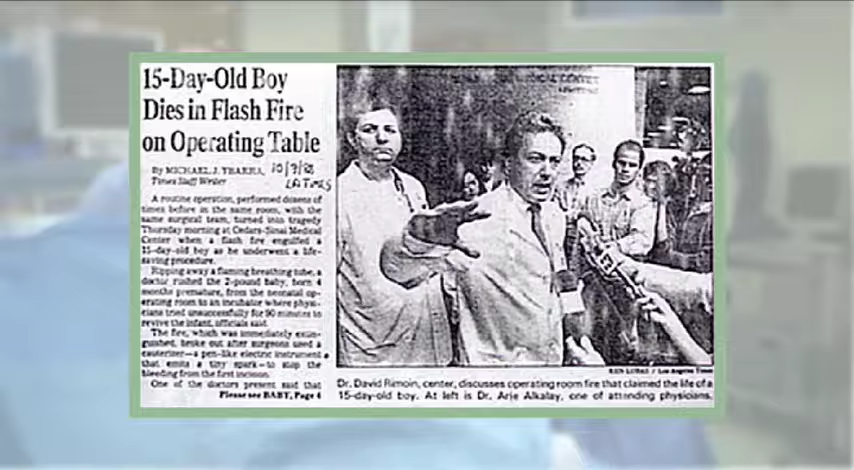 15-Day-Old Boy
Dies in Flash Fire
on Operating Table
By MICHAEL J. YBARRA,
Times Staff Writer
10/7/88
LA TIMES
A routine operation, performed dozens of
times before in the same room, with the
same surgical team, turned into tragedy
Thursday morning at Cedars-Sinai Medical
Center when a flash fire engulfed a
15-day-old boy as he underwent a life-
saving procedure.
Ripping away a flaming breathing tube, a
doctor rushed the 2-pound baby, born 4
months premature, from the neonatal op-
erating room to an incubator where physi-
cians tried unsuccessfully for 90 minutes to
revive the infant, officials said.
The fire, which was immediately extin-
guished, broke out after surgeons used a
cauterizer—a pen-like electric instrument
that emits a tiny spark—to stop the
bleeding from the first incision.
One of the doctors present said that
Please see BABY, Page 4
KEN LUBAS / Los Angeles Times
Dr. David Rimoin, center, discusses operating room fire that claimed the life of a
15-day-old boy. At left is Dr. Arie Alkalay, one of attending physicians.